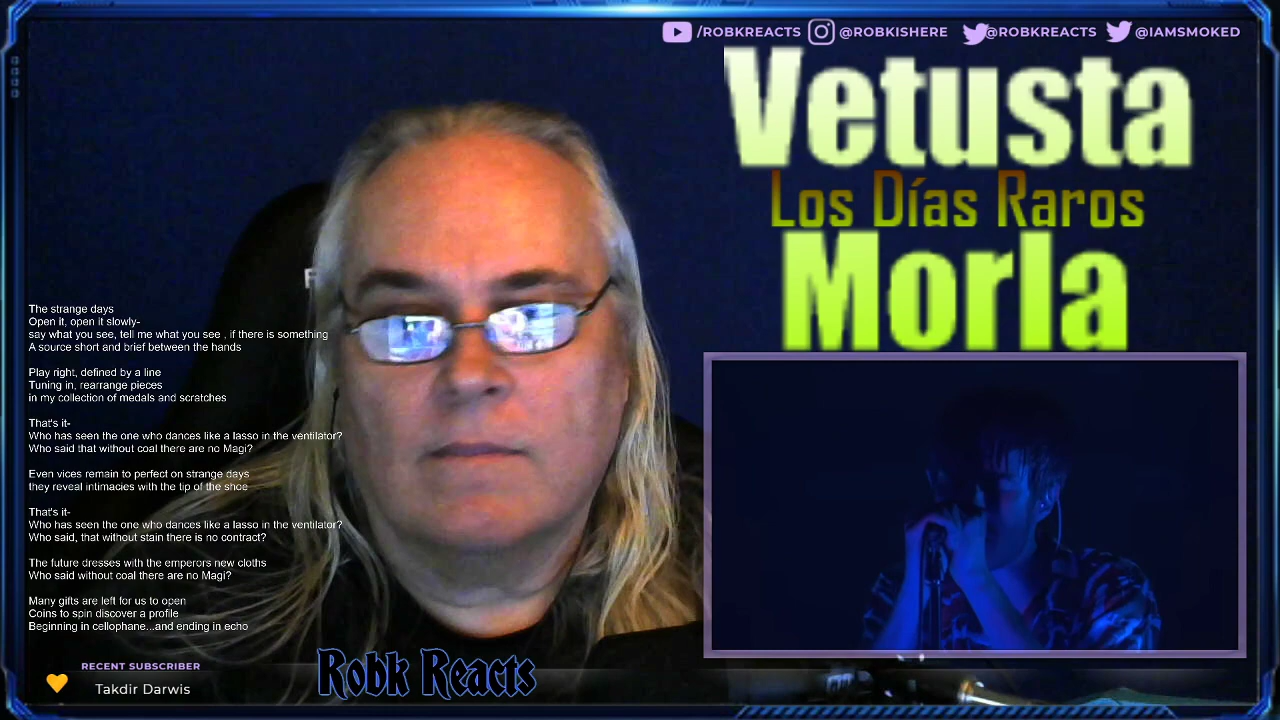 /ROBKREACTS @ROBKISHERE @ROBKREACTS @IAMSMOKED
Vetusta
Los Días Raros
Morla
The strange days
Open it, open it slowly-
say what you see, tell me what you see , if there is something
A source short and brief between the hands
Play right, defined by a line
Tuning in, rearrange pieces
in my collection of medals and scratches
That's it-
Who has seen the one who dances like a lasso in the ventilator?
Who said that without coal there are no Magi?
Even vices remain to perfect on strange days
they reveal intimacies with the tip of the shoe
That's it-
Who has seen the one who dances like a lasso in the ventilator?
Who said, that without stain there is no contract?
The future dresses with the emperors new cloths
Who said without coal there are no Magi?
Many gifts are left for us to open
Coins to spin discover a profile
Beginning in cellophane...and ending in echo
RECENT SUBSCRIBER
Takdir Darwis
Robk Reacts